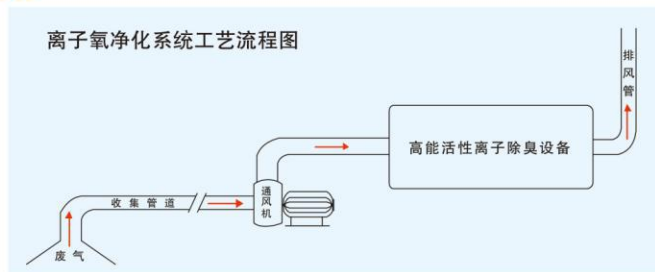 离子氧净化系统工艺流程图
排风管
高能活性离子除臭设备
通风机
收集管道
废气